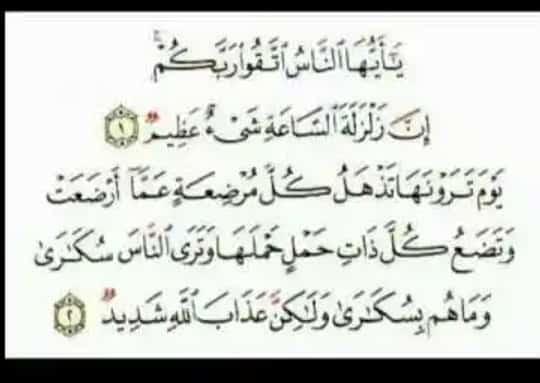 يَـٰٓأَيُّهَا ٱلنَّاسُ ٱتَّقُوا۟ رَبَّكُمْ ۚ
إِنَّ زَلْزَلَةَ ٱلسَّاعَةِ شَىْءٌ عَظِيمٌ ١
يَوْمَ تَرَوْنَهَا تَذْهَلُ كُلُّ مُرْضِعَةٍ عَمَّآ أَرْضَعَتْ
وَتَضَعُ كُلُّ ذَاتِ حَمْلٍ حَمْلَهَا وَتَرَى ٱلنَّاسَ سُكَـٰرَىٰ
وَمَا هُم بِسُكَـٰرَىٰ وَلَـٰكِنَّ عَذَابَ ٱللَّهِ شَدِيدٌ ٢